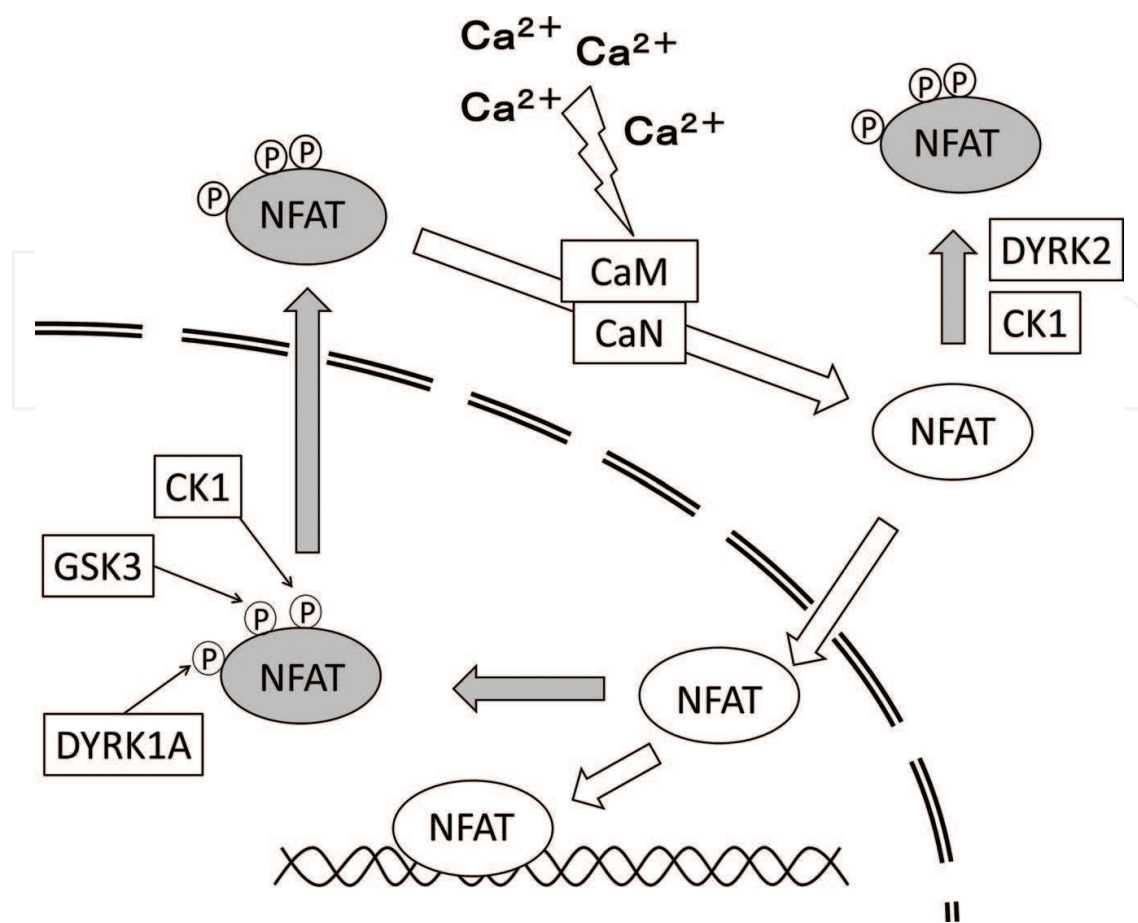 Ca²⁺ Ca²⁺
Ca²⁺
Ca²⁺
P P P
NFAT
P P P
NFAT
CaM
CaN
DYRK2
CK1
NFAT
CK1
GSK3
P P P
NFAT
DYRK1A
NFAT
NFAT